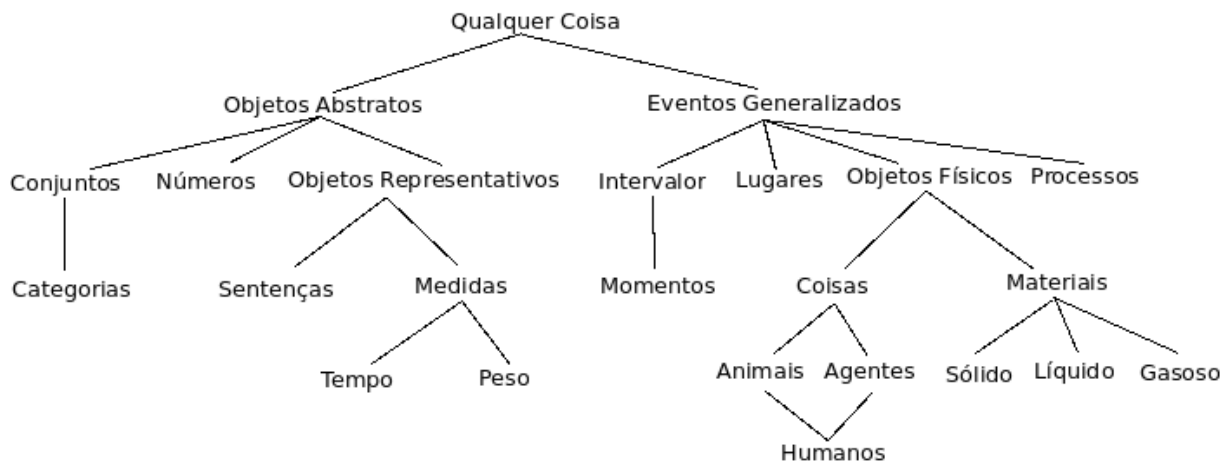 Qualquer Coisa
Objetos Abstratos
Eventos Generalizados
Conjuntos
Números
Objetos Representativos
Intervalor
Lugares
Objetos Físicos
Processos
Categorias
Sentenças
Medidas
Momentos
Coisas
Materiais
Tempo
Peso
Animais
Agentes
Sólido
Líquido
Gasoso
Humanos